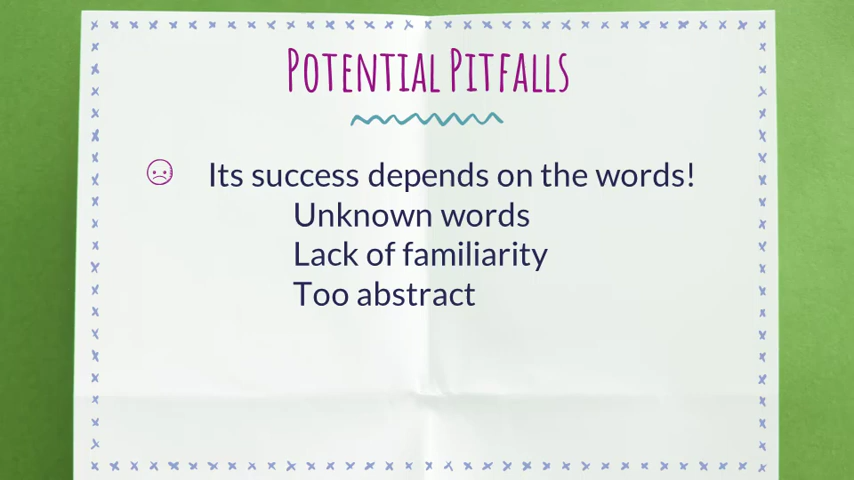 Potential Pitfalls
Its success depends on the words!
Unknown words
Lack of familiarity
Too abstract